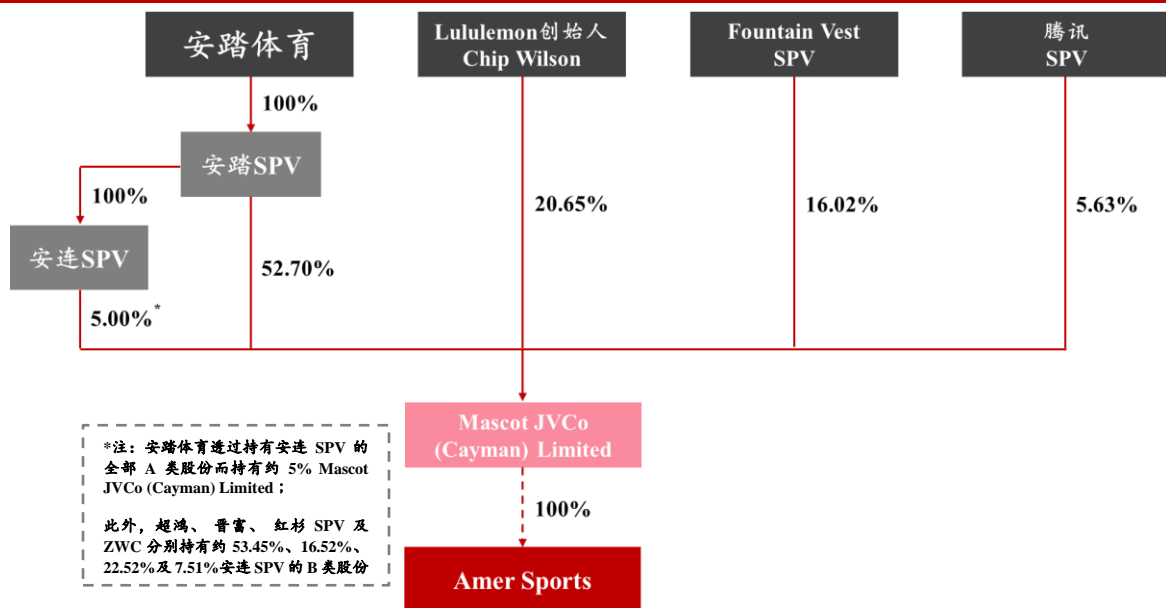 安踏体育
Lululemon创始人
Chip Wilson
Fountain Vest
SPV
腾讯
SPV
100%
安踏SPV
100%
20.65%
16.02%
5.63%
安连SPV
52.70%
5.00%*
Mascot JVCo
(Cayman) Limited
*注：安踏体育透过持有安连 SPV 的
全部 A 类股份而持有约 5% Mascot
JVCo (Cayman) Limited；
此外，超鸿、晋富、红杉 SPV 及
ZWC 分别持有约 53.45%、16.52%、
22.52%及 7.51%安连 SPV 的 B 类股份
100%
Amer Sports